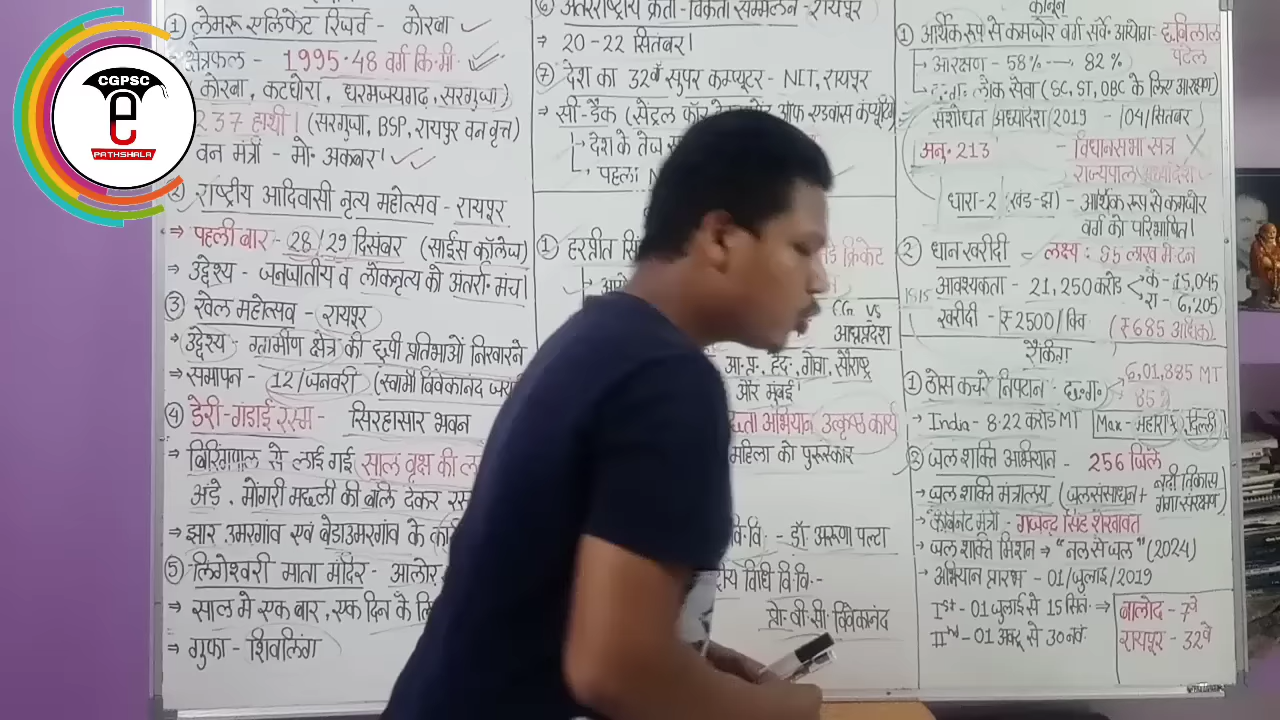 CGPSC
e
PATHSHALA
① लेमरू एलिफेंट रिजर्व - कोरबा
क्षेत्रफल - 1995.48 वर्ग कि.मी.
कोरबा, कटघोरा, धरमजयगढ़, सरगुजा)
237 हाथी। (सरगुजा, BSP, रायपुर वन वृत्त)
वन मंत्री - मो. अकबर।
② राष्ट्रीय आदिवासी नृत्य महोत्सव - रायपुर
⇒ पहली बार - 28/29 दिसंबर (साईंस कॉलेज)
⇒ उद्देश्य - जनजातीय व लोकनृत्य को अंतर्रा. मंच।
③ खेल महोत्सव - रायपुर
⇒ उद्देश्य - ग्रामीण क्षेत्र की छुपी प्रतिभाओं निखारने
⇒ समापन - 12/जनवरी (स्वामी विवेकानंद
④ डेरी-गड़ाई रस्म - सिरहासार भवन
⇒ बिरिंगपाल से लाई गई साल वृक्ष की
अंडे, मोंगरी मछली की बलि देकर
⇒ झार उमरगांव एवं बेड़ाउमरगांव के
⑤ लिंगेश्वरी माता मंदिर - आलोर
⇒ साल मे एक बार, एक दिन के
⇒ गुफा - शिवलिंग
⑥ अंतर्राष्ट्रीय क्रेता-विक्रेता सम्मेलन - रायपुर
⇒ 20-22 सितंबर।
⑦ देश का 32वाँ सुपर कम्प्यूटर - NIT, रायपुर
⇒ सी-डैक (सेंट्रल ऑफ एडवांस कंप्यूटिंग
देश के तेज
पहला
① हरप्रीत सिं क्रिकेट
CG VS
आंध्रप्रदेश
आ.प्र., गोवा, सौराष्ट्र
और मुंबई।
अभियान उत्कृष्ठ कार्य
महिला को पुरूस्कार
वि.वि. - डॉ. अरूणा पल्टा
विधि वि.वि.-
प्रो. वी.सी. विवेकानंद
कानून
① आर्थिक रूप से कमजोर वर्ग सर्वे. आयोग- छविलाल
पटेल
आरक्षण - 58% → 82%
लोक सेवा (SC, ST, OBC के लिए आरक्षण)
संशोधन अध्यादेश/2019 - /04/सितंबर
अनु. 213 - विधानसभा सत्र X
राज्यपाल अध्यादेश
धारा-2 (खंड-झ) - आर्थिक रूप से कमजोर
वर्ग को परिभाषित।
② धान खरीदी = लक्ष्य: 85 लाख मे.टन
आवश्यकता - 21,250 करोड़ के - 15,045
रा - 6,205
खरीदी - ₹2500/क्विं (₹685 अधिक)
① ठोस कचरे निपटान: छ.ग. 6,01,885 MT
→ India - 8.22 करोड़ MT Max - महाराष्ट्र दिल्ली
② जल शक्ति अभियान - 256 जिले
→ जल शक्ति मंत्रालय (जलसंसाधन + नदी विकास
गंगा संरक्षण)
→ कैबिनेट मंत्री - गजेन्द्र सिंह शेखावत
→ जल शक्ति मिशन → "नल से जल" (2024)
→ अभियान प्रारंभ - 01/जुलाई/2019
Ist - 01 जुलाई से 15 सित. ⇒ बालोद - 7वे
IInd - 01 अक्टू से 30 नवं. रायपुर - 32वे